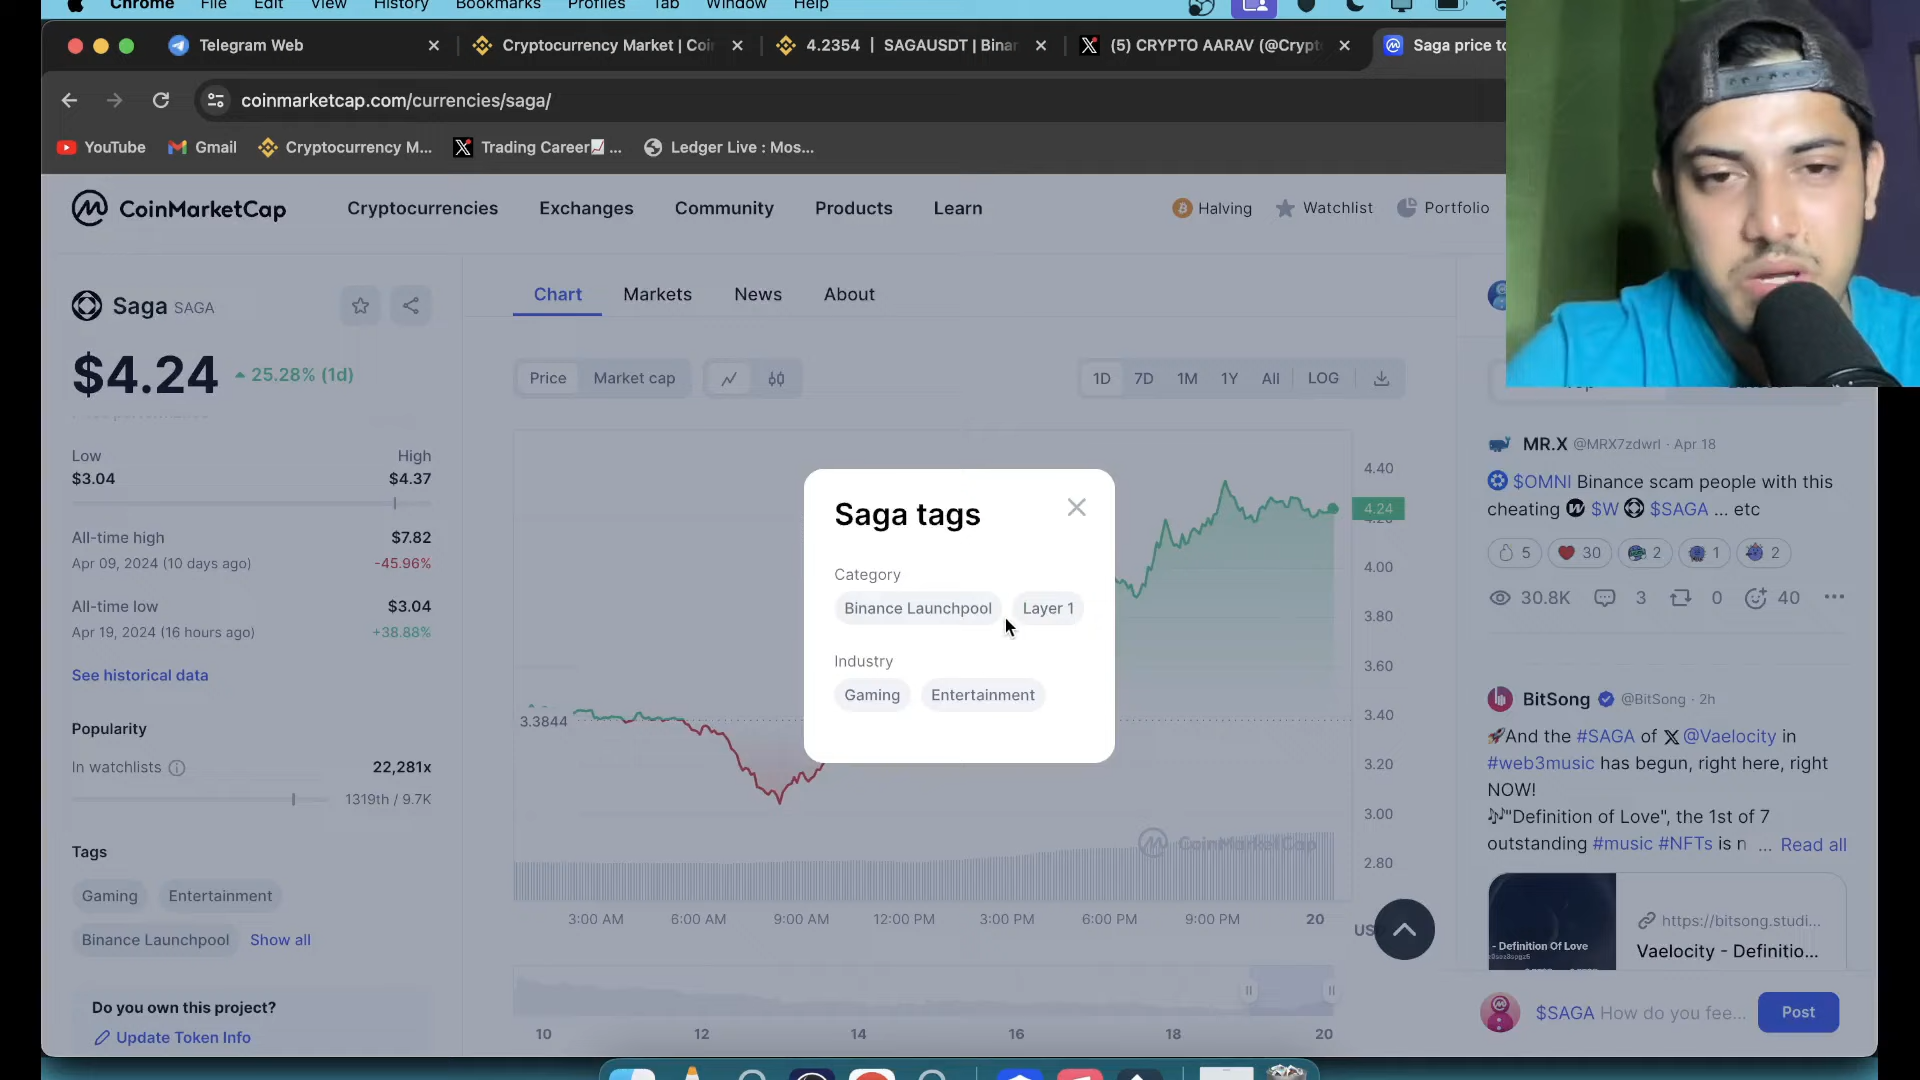 Chrome File Edit View History Bookmarks Profiles Tab Window Help
Telegram Web
Cryptocurrency Market | Coi
4.2354 | SAGAUSDT | Binar
(5) CRYPTO AARAV (@Crypt
Saga price to
coinmarketcap.com/currencies/saga/
YouTube
Gmail
Cryptocurrency M...
Trading Career📈 ...
Ledger Live : Mos...
CoinMarketCap
Cryptocurrencies
Exchanges
Community
Products
Learn
Halving
Watchlist
Portfolio
Saga SAGA
$4.24
25.28% (1d)
Low
High
$3.04
$4.37
All-time high
$7.82
Apr 09, 2024 (10 days ago)
-45.96%
All-time low
$3.04
Apr 19, 2024 (16 hours ago)
+38.88%
See historical data
Popularity
In watchlists
22,281x
1319th / 9.7K
Tags
Gaming
Entertainment
Binance Launchpool
Show all
Do you own this project?
Update Token Info
Chart
Markets
News
About
Price
Market cap
1D 7D 1M 1Y All LOG
4.40
4.24
4.00
3.80
3.60
3.40
3.20
3.00
2.80
3.3844
CoinMarketCap
3:00 AM 6:00 AM 9:00 AM 12:00 PM 3:00 PM 6:00 PM 9:00 PM 20
10 12 14 16 18 20
Saga tags
Category
Binance Launchpool
Layer 1
Industry
Gaming
Entertainment
MR.X @MRX7zdwrl · Apr 18
$OMNI Binance scam people with this
cheating $W $SAGA ... etc
5 30 2 1 2
30.8K 3 0 40
BitSong @BitSong · 2h
🚀And the #SAGA of 𝕏 @Vaelocity in
#web3music has begun, right here, right
NOW!
🎶"Definition of Love", the 1st of 7
outstanding #music #NFTs is n ... Read all
- Definition Of Love
https://bitsong.studi...
Vaelocity - Definitio...
$SAGA How do you fee...
Post